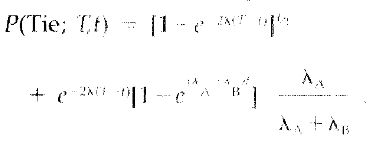 P(Tie; T,t) = [1 - e^{-2λ(T-t)}]
+ e^{-2λ(T-t)}[1 - e^{λ_A λ_B}] λ_A / (λ_A + λ_B)